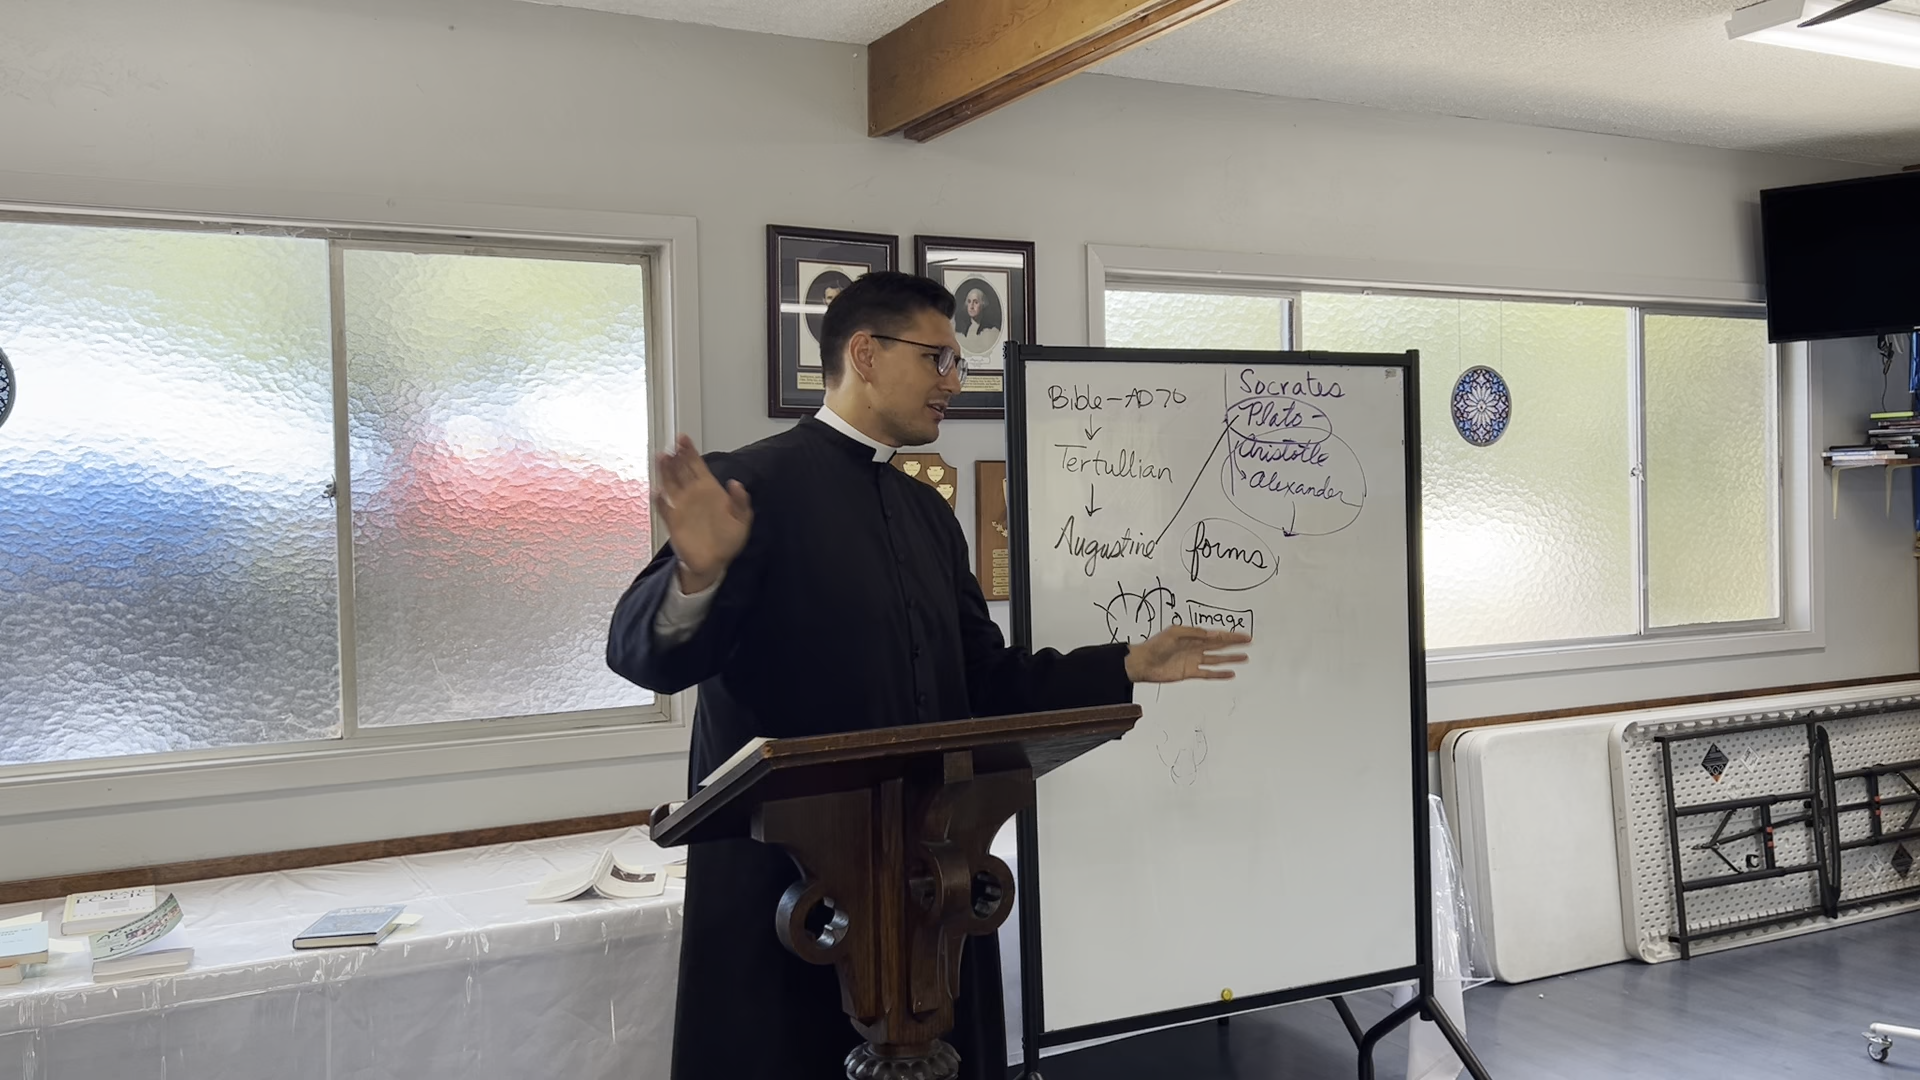 Bible - AD 70
Tertullian
Augustine
Socrates
Plato
Aristotle
Alexander
forms
image